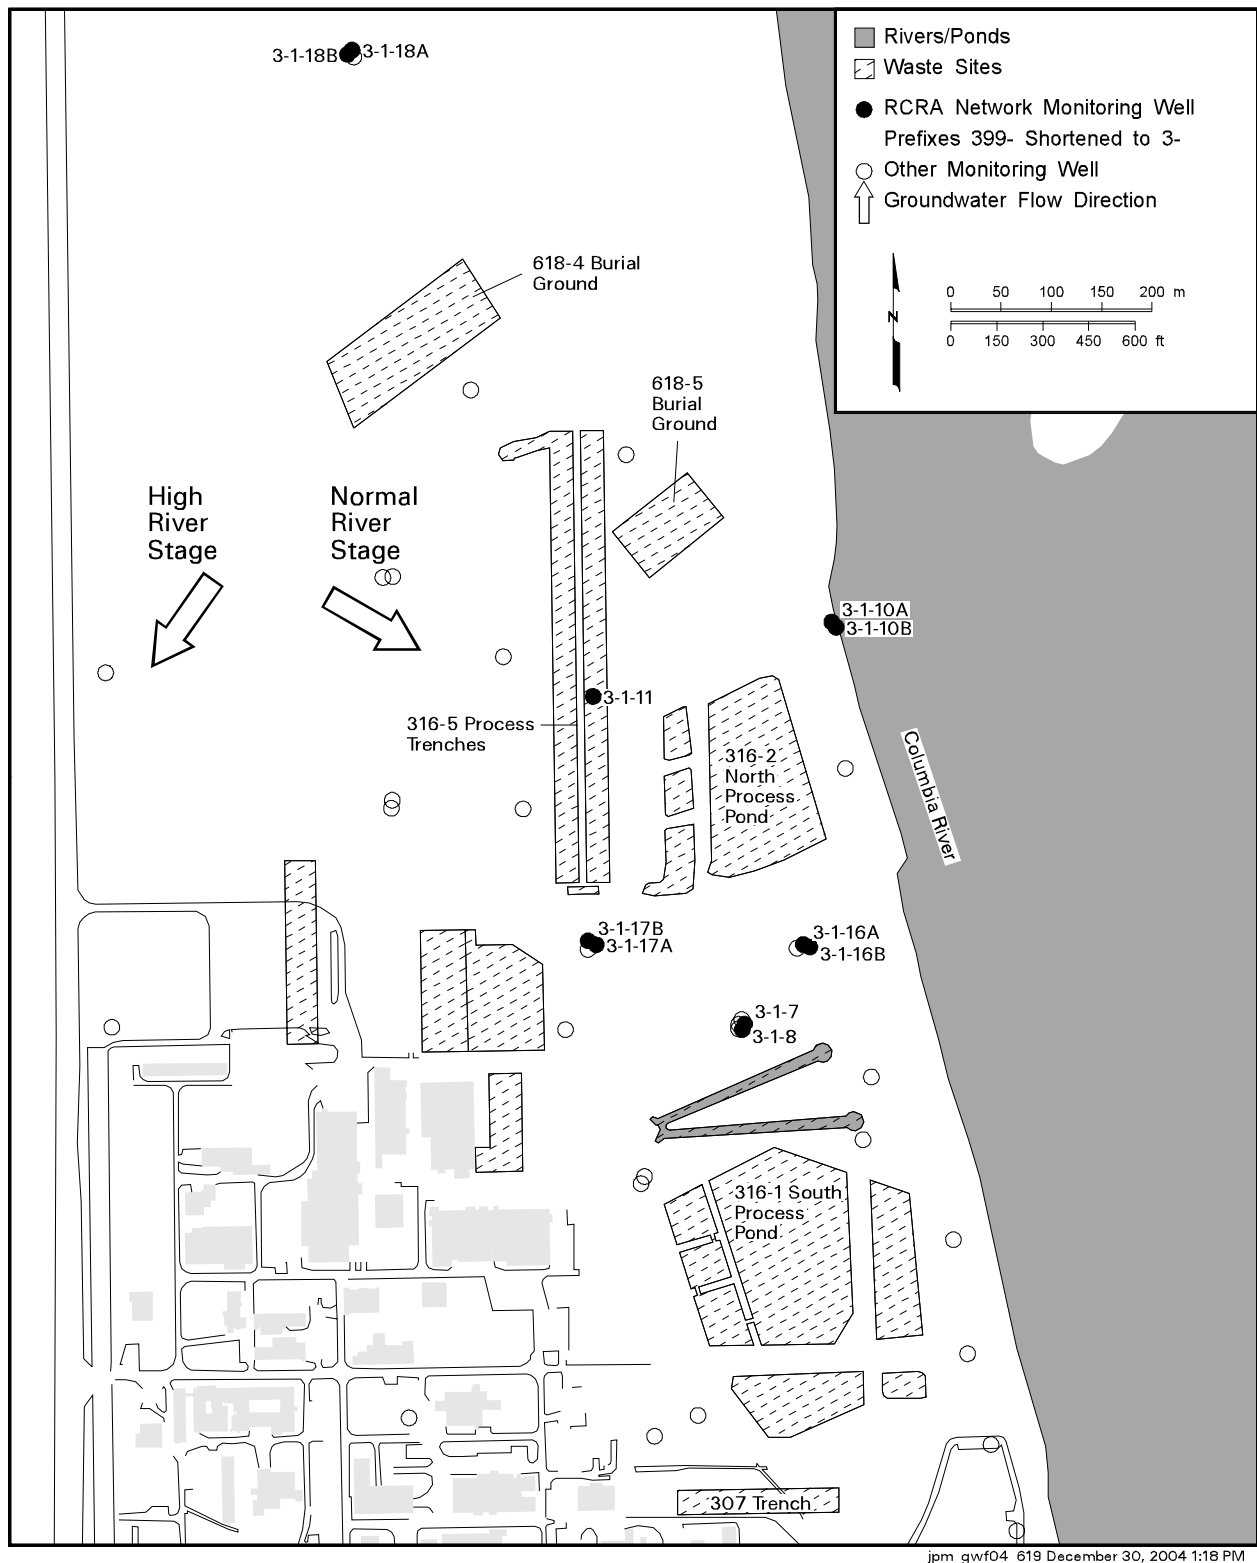 3-1-18B
3-1-18A
Rivers/Ponds
Waste Sites
RCRA Network Monitoring Well
Prefixes 399- Shortened to 3-
Other Monitoring Well
Groundwater Flow Direction
N
0 50 100 150 200 m
0 150 300 450 600 ft
618-4 Burial
Ground
618-5
Burial
Ground
High
River
Stage
Normal
River
Stage
3-1-10A
3-1-10B
3-1-11
316-5 Process
Trenches
316-2
North
Process
Pond
Columbia River
3-1-17B
3-1-17A
3-1-16A
3-1-16B
3-1-7
3-1-8
316-1 South
Process
Pond
307 Trench
jpm_gwf04_619 December 30, 2004 1:18 PM